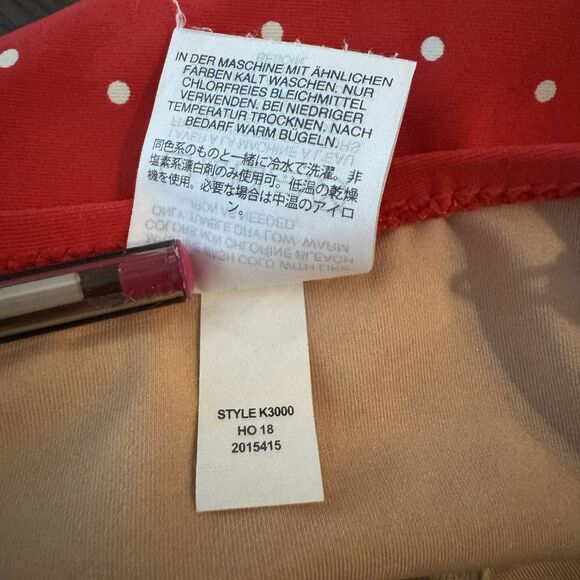 IN DER MASCHINE MIT ÄHNLICHEN
FARBEN KALT WASCHEN. NUR
CHLORFREIES BLEICHMITTEL
VERWENDEN. BEI NIEDRIGER
TEMPERATUR TROCKNEN. NACH
BEDARF WARM BÜGELN.
同色系のものと一緒に冷水で洗濯。非
塩素系漂白剤のみ使用可。低温の乾燥
機を使用。必要な場合は中温のアイロ
ン。
STYLE K3000
HO 18
2015415